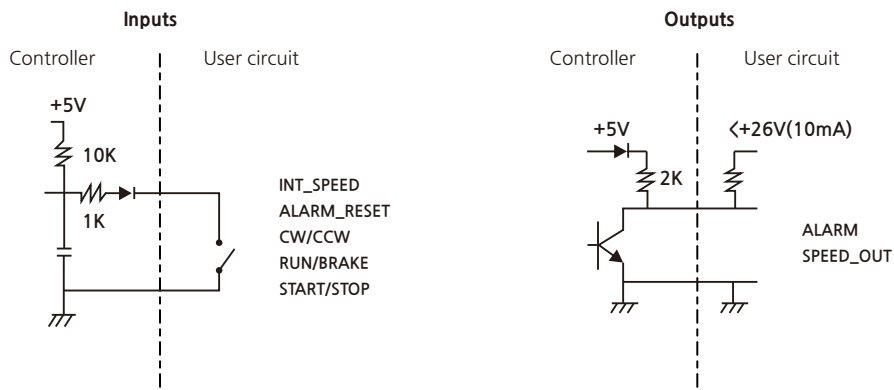 Inputs
Controller
User circuit
+5V
10K
1K
INT_SPEED
ALARM_RESET
CW/CCW
RUN/BRAKE
START/STOP
Outputs
Controller
User circuit
+5V
<+26V(10mA)
2K
ALARM
SPEED_OUT